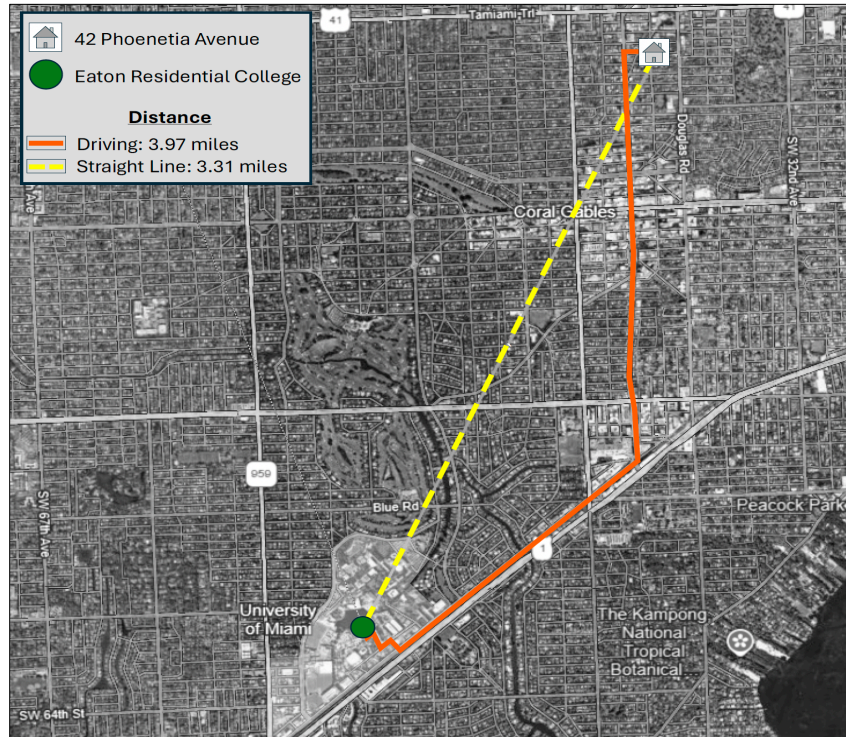 42 Phoenetia Avenue
Eaton Residential College
Distance
Driving: 3.97 miles
Straight Line: 3.31 miles
41
Tamiami Trl
41
Douglas Rd
SW 32nd Ave
Ave
Coral Gables
959
SW 67th Ave
Blue Rd
Peacock Park
1
University
of Miami
The Kampong
National
Tropical
Botanical
SW 64th St